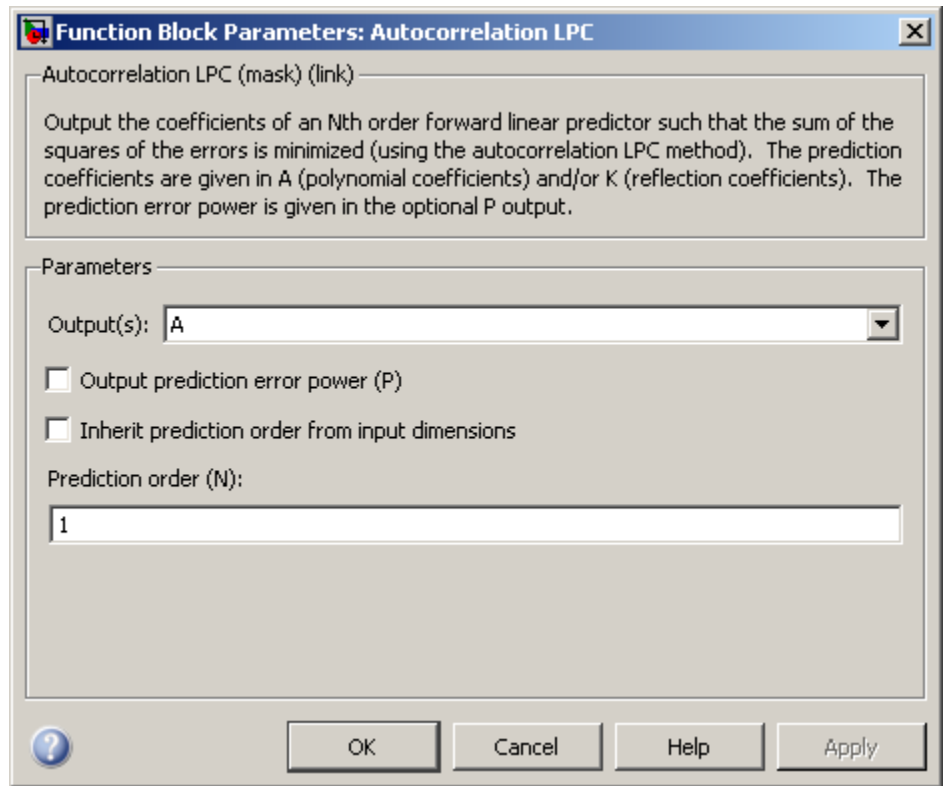 Function Block Parameters: Autocorrelation LPC
Autocorrelation LPC (mask) (link)
Output the coefficients of an Nth order forward linear predictor such that the sum of the
squares of the errors is minimized (using the autocorrelation LPC method).  The prediction
coefficients are given in A (polynomial coefficients) and/or K (reflection coefficients).  The
prediction error power is given in the optional P output.
Parameters
Output(s): A
Output prediction error power (P)
Inherit prediction order from input dimensions
Prediction order (N):
1
? OK Cancel Help Apply